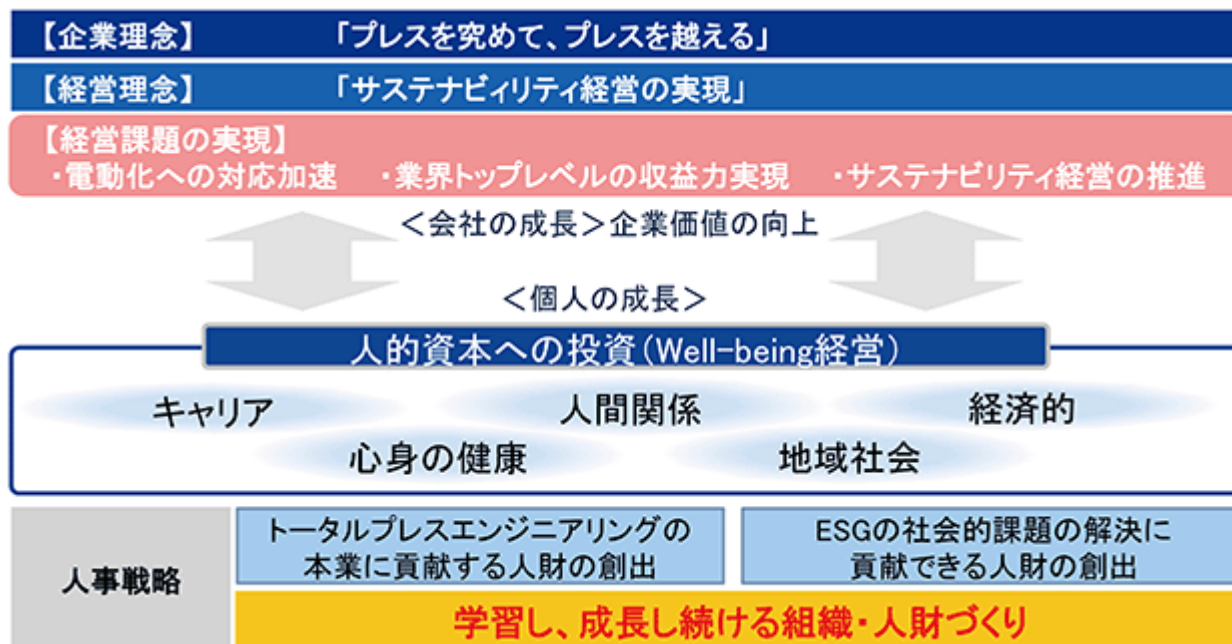 【企業理念】 「プレスを究めて、プレスを越える」
【経営理念】 「サステナビィリティ経営の実現」
【経営課題の実現】
・電動化への対応加速 ・業界トップレベルの収益力実現 ・サステナビリティ経営の推進
＜会社の成長＞企業価値の向上
＜個人の成長＞
人的資本への投資（Well-being経営）
キャリア 人間関係 経済的
心身の健康 地域社会
人事戦略
トータルプレスエンジニアリングの
本業に貢献する人財の創出
ESGの社会的課題の解決に
貢献できる人財の創出
学習し、成長し続ける組織・人財づくり